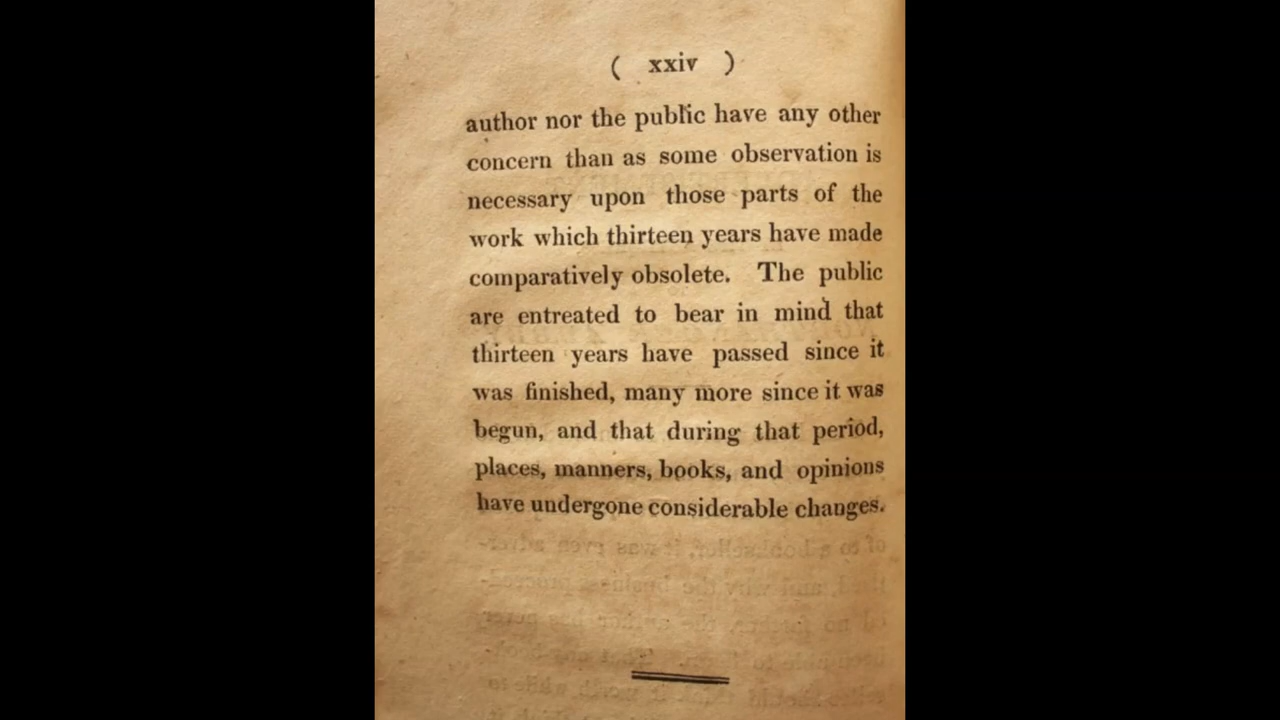 ( xxiv )
author nor the public have any other
concern than as some observation is
necessary upon those parts of the
work which thirteen years have made
comparatively obsolete. The public
are entreated to bear in mind that
thirteen years have passed since it
was finished, many more since it was
begun, and that during that period,
places, manners, books, and opinions
have undergone considerable changes.